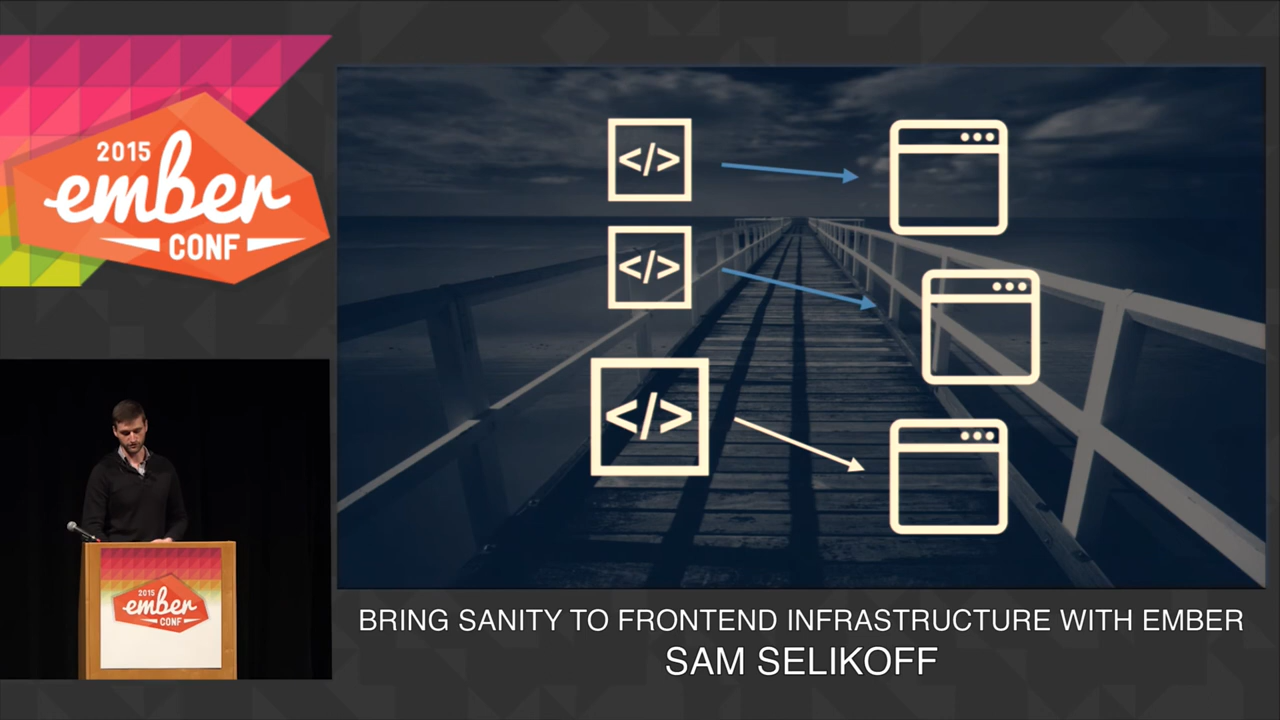 2015
ember
CONF
</>
</>
</>
2015
ember
CONF
BRING SANITY TO FRONTEND INFRASTRUCTURE WITH EMBER
SAM SELIKOFF